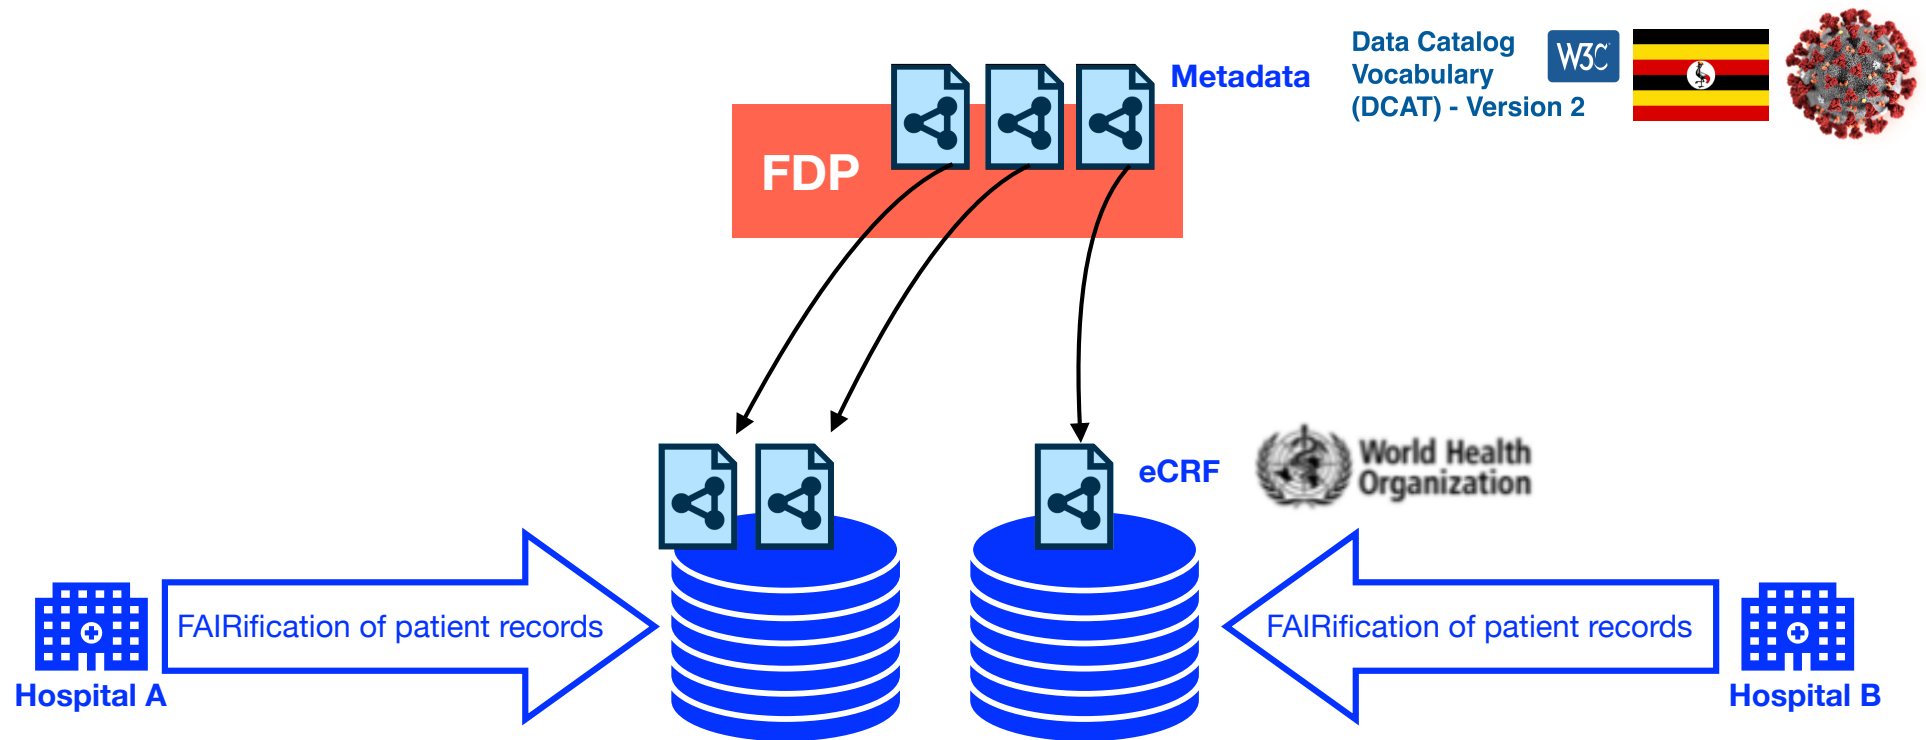 Data Catalog
Vocabulary
(DCAT) - Version 2
W3C
Metadata
FDP
eCRF
World Health
Organization
FAIRification of patient records
FAIRification of patient records
Hospital A
Hospital B